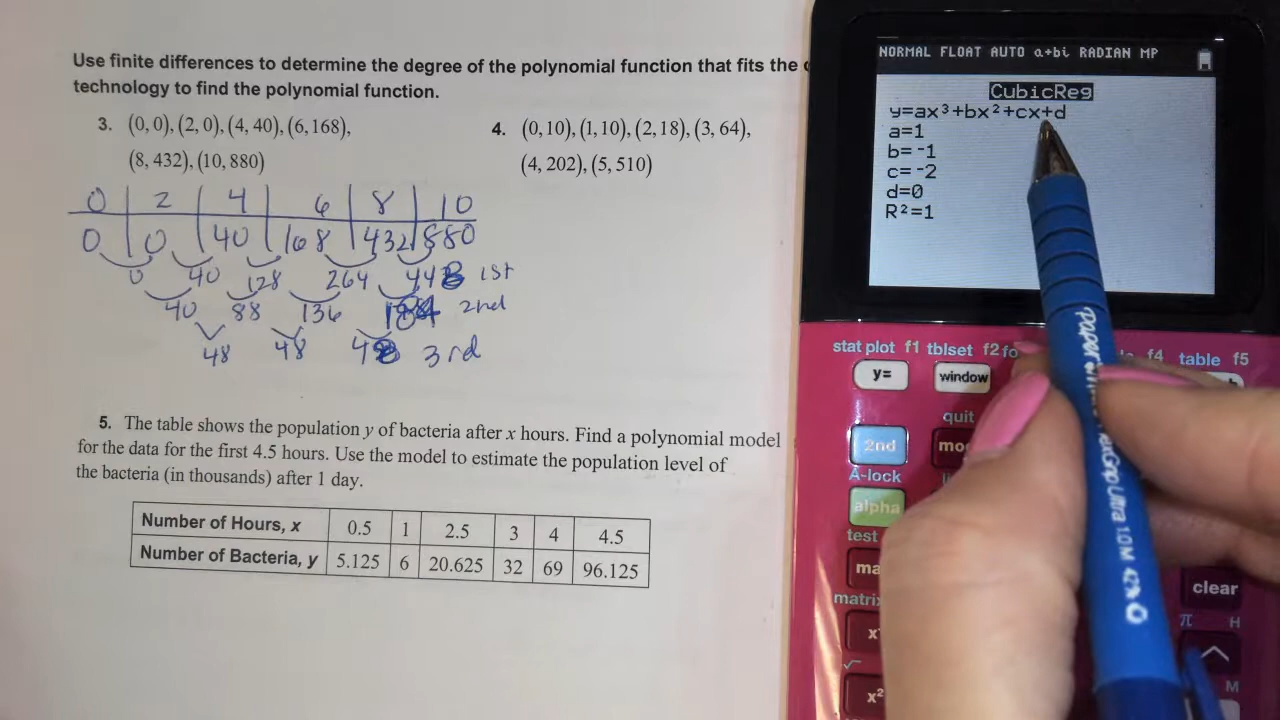 Use finite differences to determine the degree of the polynomial function that fits the
technology to find the polynomial function.
3. (0, 0), (2, 0), (4, 40), (6, 168),
(8, 432), (10, 880)
4. (0, 10), (1, 10), (2, 18), (3, 64),
(4, 202), (5, 510)
0 2 4 6 8 10
0 0 40 168 432 880
0 40 128 264 448 1st
40 88 136 184 2nd
48 48 48 3rd
5. The table shows the population y of bacteria after x hours. Find a polynomial model
for the data for the first 4.5 hours. Use the model to estimate the population level of
the bacteria (in thousands) after 1 day.
Number of Hours, x 0.5 1 2.5 3 4 4.5
Number of Bacteria, y 5.125 6 20.625 32 69 96.125
NORMAL FLOAT AUTO a+bi RADIAN MP
CubicReg
y=ax³+bx²+cx+d
a=1
b=-1
c=-2
d=0
R²=1
stat plot f1 tblset f2 fo f4 table f5
y= window
quit
2nd mo
A-lock
alpha
test
ma
clear
matrix
π H
x
√
x²
M